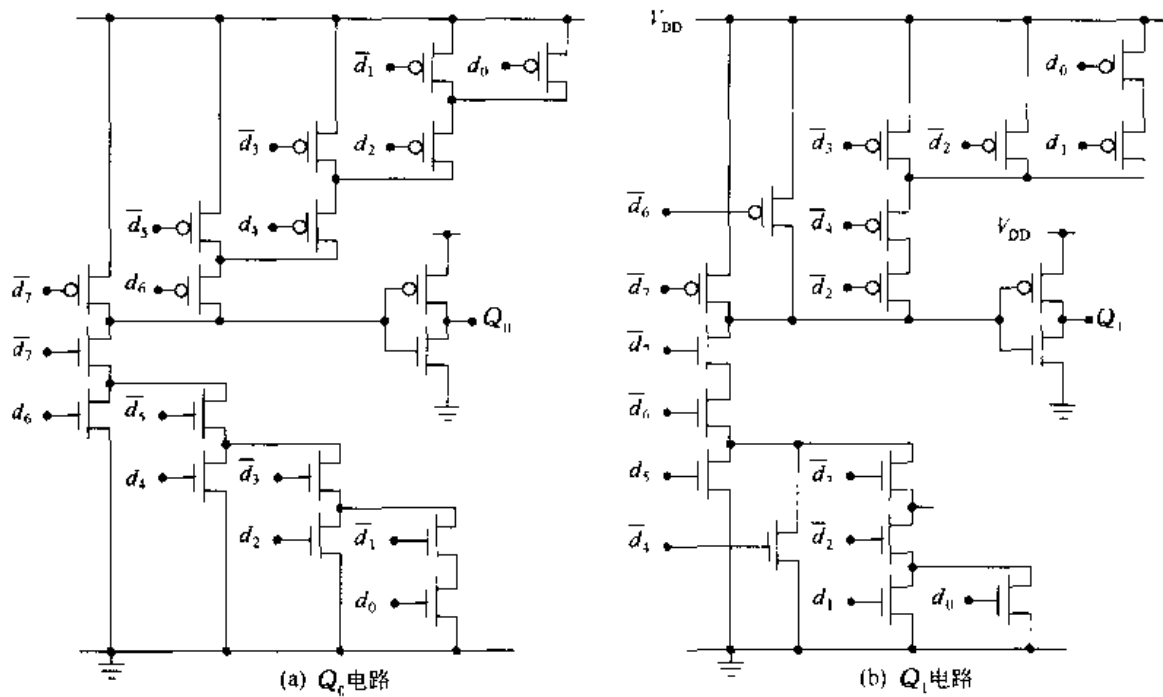 d̄₁ d₀
d̄₃ d₂
d̄₅ d₄
d̄₇ d₆
Q₀
d̄₇
d₆ d̄₅
d₄ d̄₃
d₂ d̄₁
d₀
(a) Q₀电路
V_DD
d₀
d̄₃ d̄₂ d₁
d̄₆ d̄₄ V_DD
d̄₇ d̄₂
Q₁
d̄₆
d₅
d̄₄ d̄₂
d₁ d₀
(b) Q₁电路